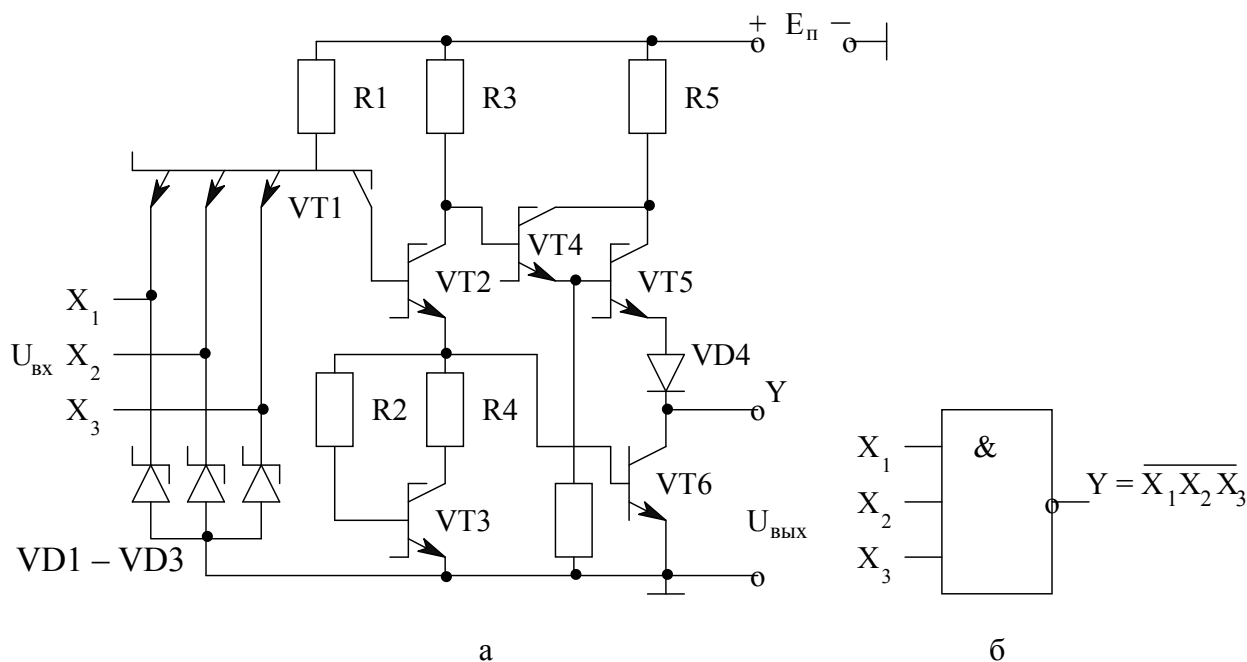 + Eп −
R1
R3
R5
VT1
VT4
VT2
VT5
X1
Uвх X2
X3
VD4
Y
R2
R4
VT3
VT6
Uвых
VD1 – VD3
X1
X2
X3
&
Y = X1X2X3
а
б